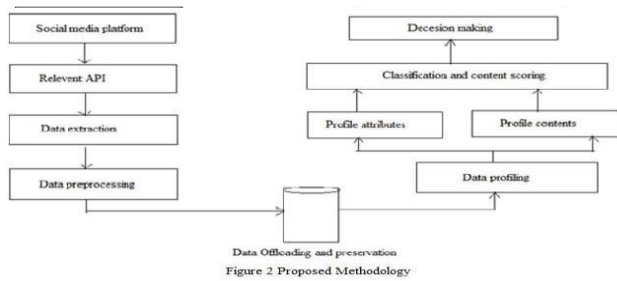 Social media platform
Relevent API
Data extraction
Data preprocessing
Data Offloading and preservation
Data profiling
Profile attributes
Profile contents
Classification and content scoring
Decesion making
Figure 2 Proposed Methodology